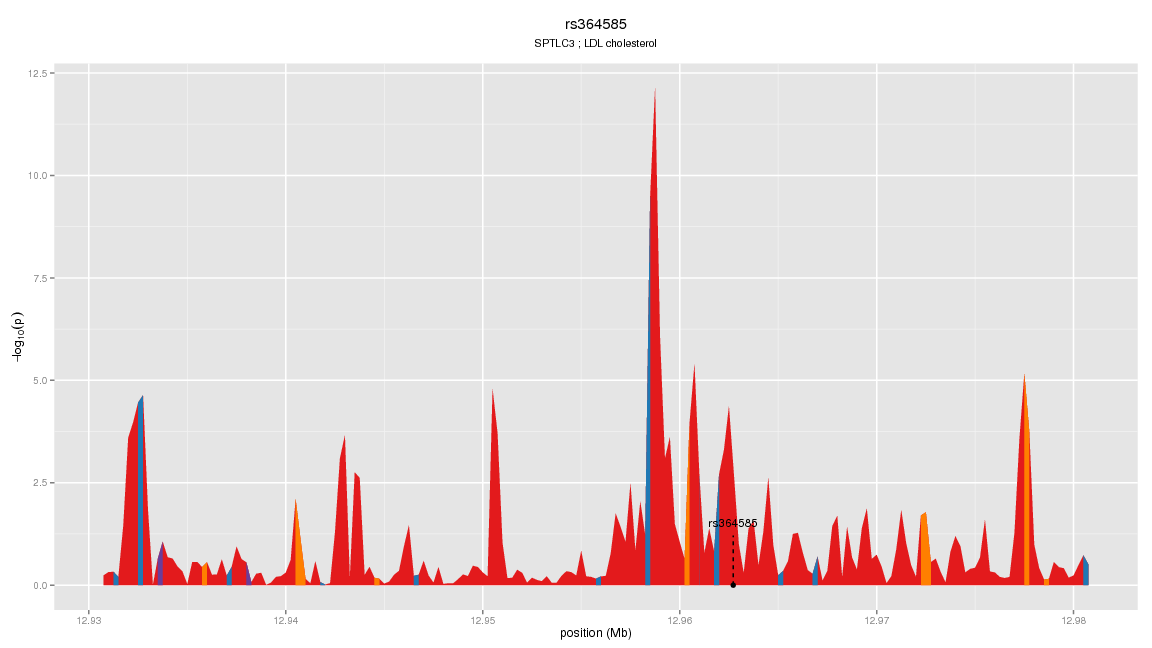 rs364585
SPTLC3 ; LDL cholesterol
12.5
10.0
7.5
5.0
2.5
0.0
−log10(p)
rs364585
12.93 12.94 12.95 12.96 12.97 12.98
position (Mb)